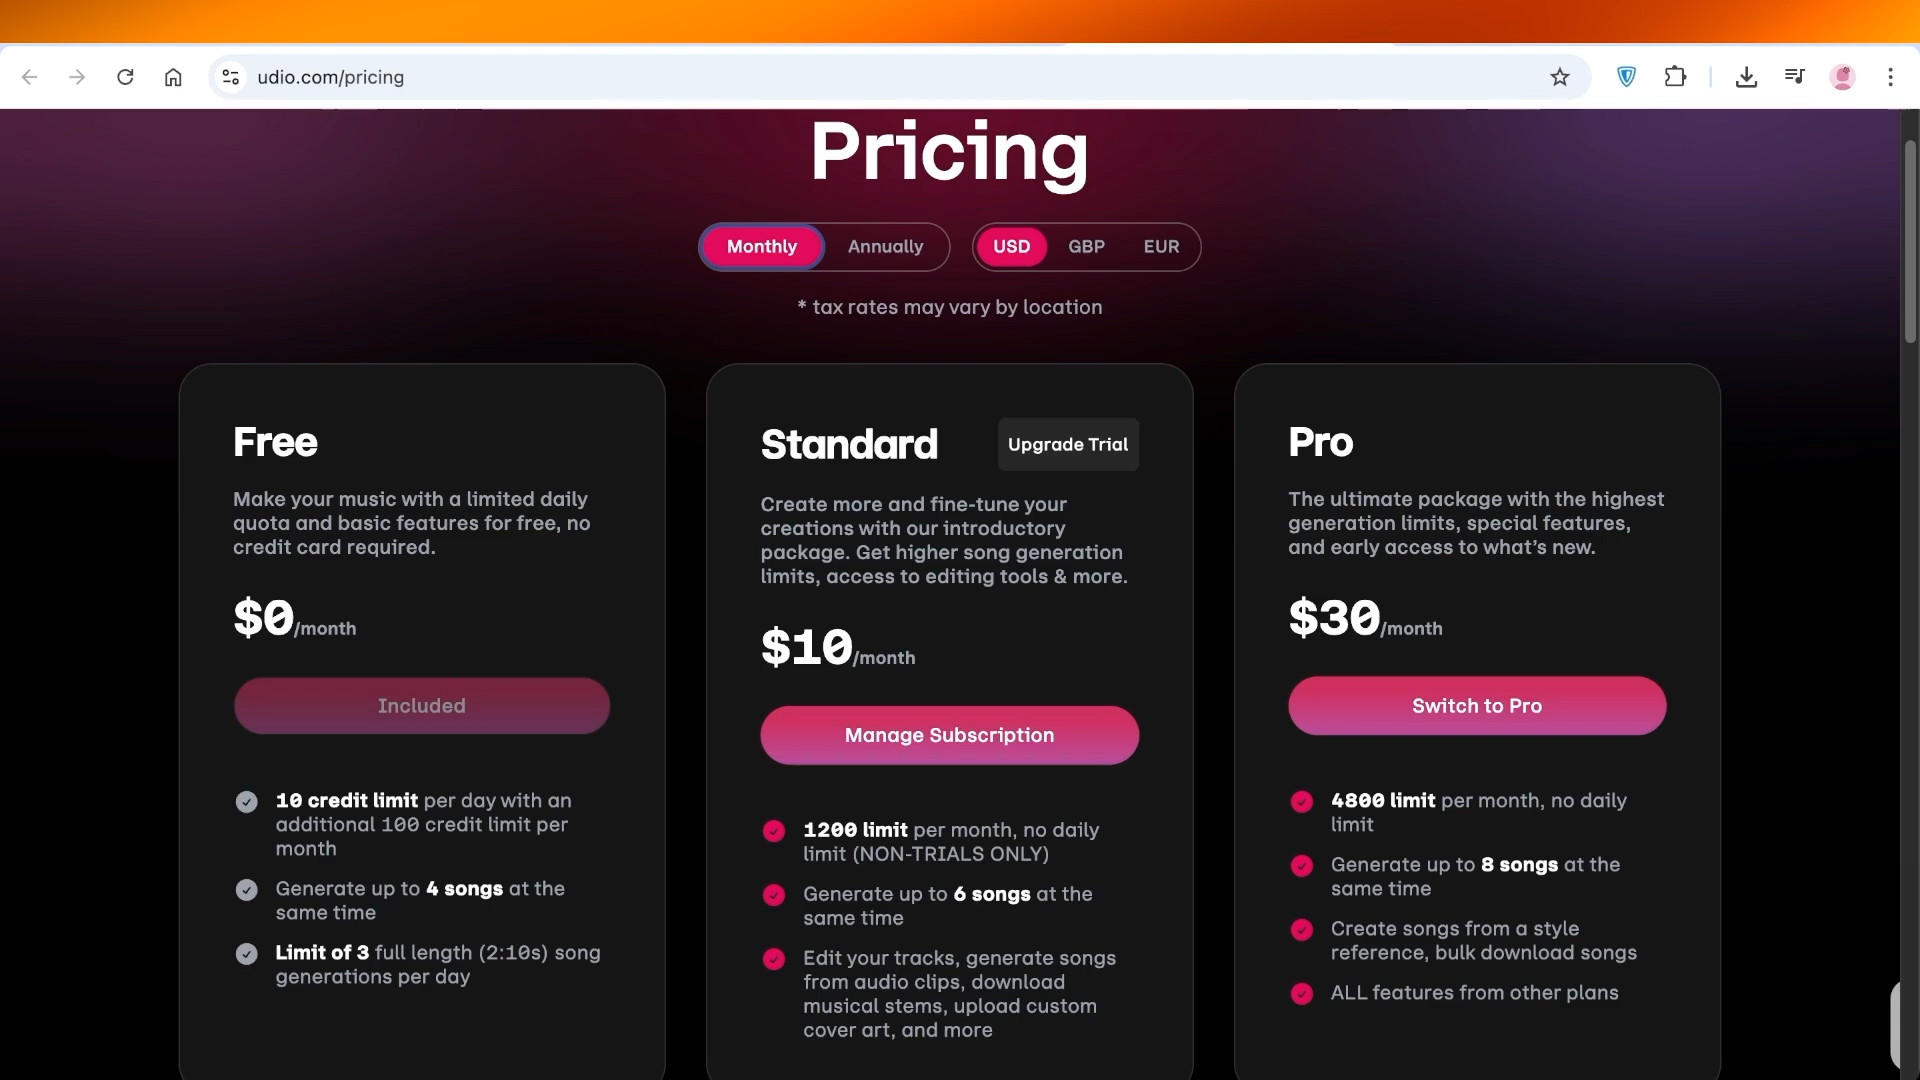 udio.com/pricing
Pricing
Monthly Annually USD GBP EUR
* tax rates may vary by location
Free
Make your music with a limited daily
quota and basic features for free, no
credit card required.
$0/month
Included
10 credit limit per day with an
additional 100 credit limit per
month
Generate up to 4 songs at the
same time
Limit of 3 full length (2:10s) song
generations per day
Standard Upgrade Trial
Create more and fine-tune your
creations with our introductory
package. Get higher song generation
limits, access to editing tools & more.
$10/month
Manage Subscription
1200 limit per month, no daily
limit (NON-TRIALS ONLY)
Generate up to 6 songs at the
same time
Edit your tracks, generate songs
from audio clips, download
musical stems, upload custom
cover art, and more
Pro
The ultimate package with the highest
generation limits, special features,
and early access to what’s new.
$30/month
Switch to Pro
4800 limit per month, no daily
limit
Generate up to 8 songs at the
same time
Create songs from a style
reference, bulk download songs
ALL features from other plans